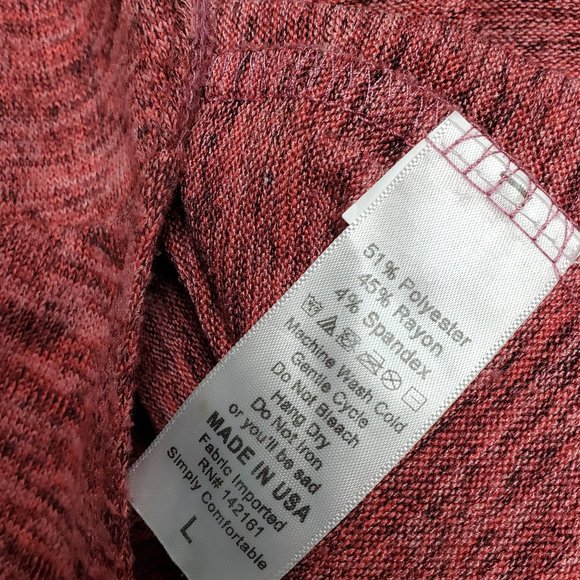 51% Polyester
45% Rayon
4% Spandex
Machine Wash Cold
Gentle Cycle
Do Not Bleach
Hang Dry
Do Not Iron
or you'll be sad
MADE IN USA
Fabric Imported
RN# 142161
Simply Comfortable
L